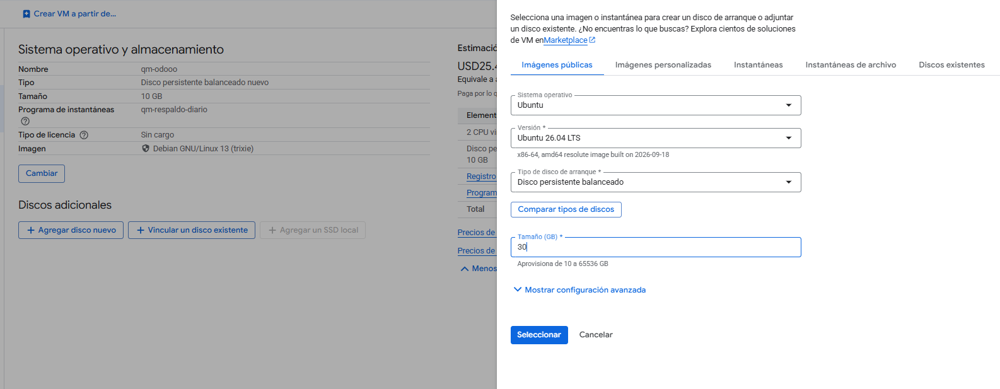 Crear VM a partir de...
Sistema operativo y almacenamiento
Nombre qm-odooo
Tipo Disco persistente balanceado nuevo
Tamaño 10 GB
Programa de instantáneas qm-respaldo-diario
Tipo de licencia Sin cargo
Imagen Debian GNU/Linux 13 (trixie)
Cambiar
Discos adicionales
Agregar disco nuevo
Vincular un disco existente
Agregar un SSD local
Equivale a
Paga por lo
2 CPU
10 GB
Registro
Total
Precios de
Precios de
Menos
Selecciona una imagen o instantánea para crear un disco de arranque o adjuntar
un disco existente. ¿No encuentras lo que buscas? Explora cientos de soluciones
de VM enMarketplace
Imágenes públicas
Imágenes personalizadas
Instantáneas
Instantáneas de archivo
Discos existentes
Sistema operativo
Ubuntu
Versión *
Ubuntu 26.04 LTS
x86-64, amd64 resolute image built on 2026-09-18
Tipo de disco de arranque *
Disco persistente balanceado
Comparar tipos de discos
Tamaño (GB) *
30
Aprovisiona de 10 a 65536 GB
Mostrar configuración avanzada
Seleccionar
Cancelar